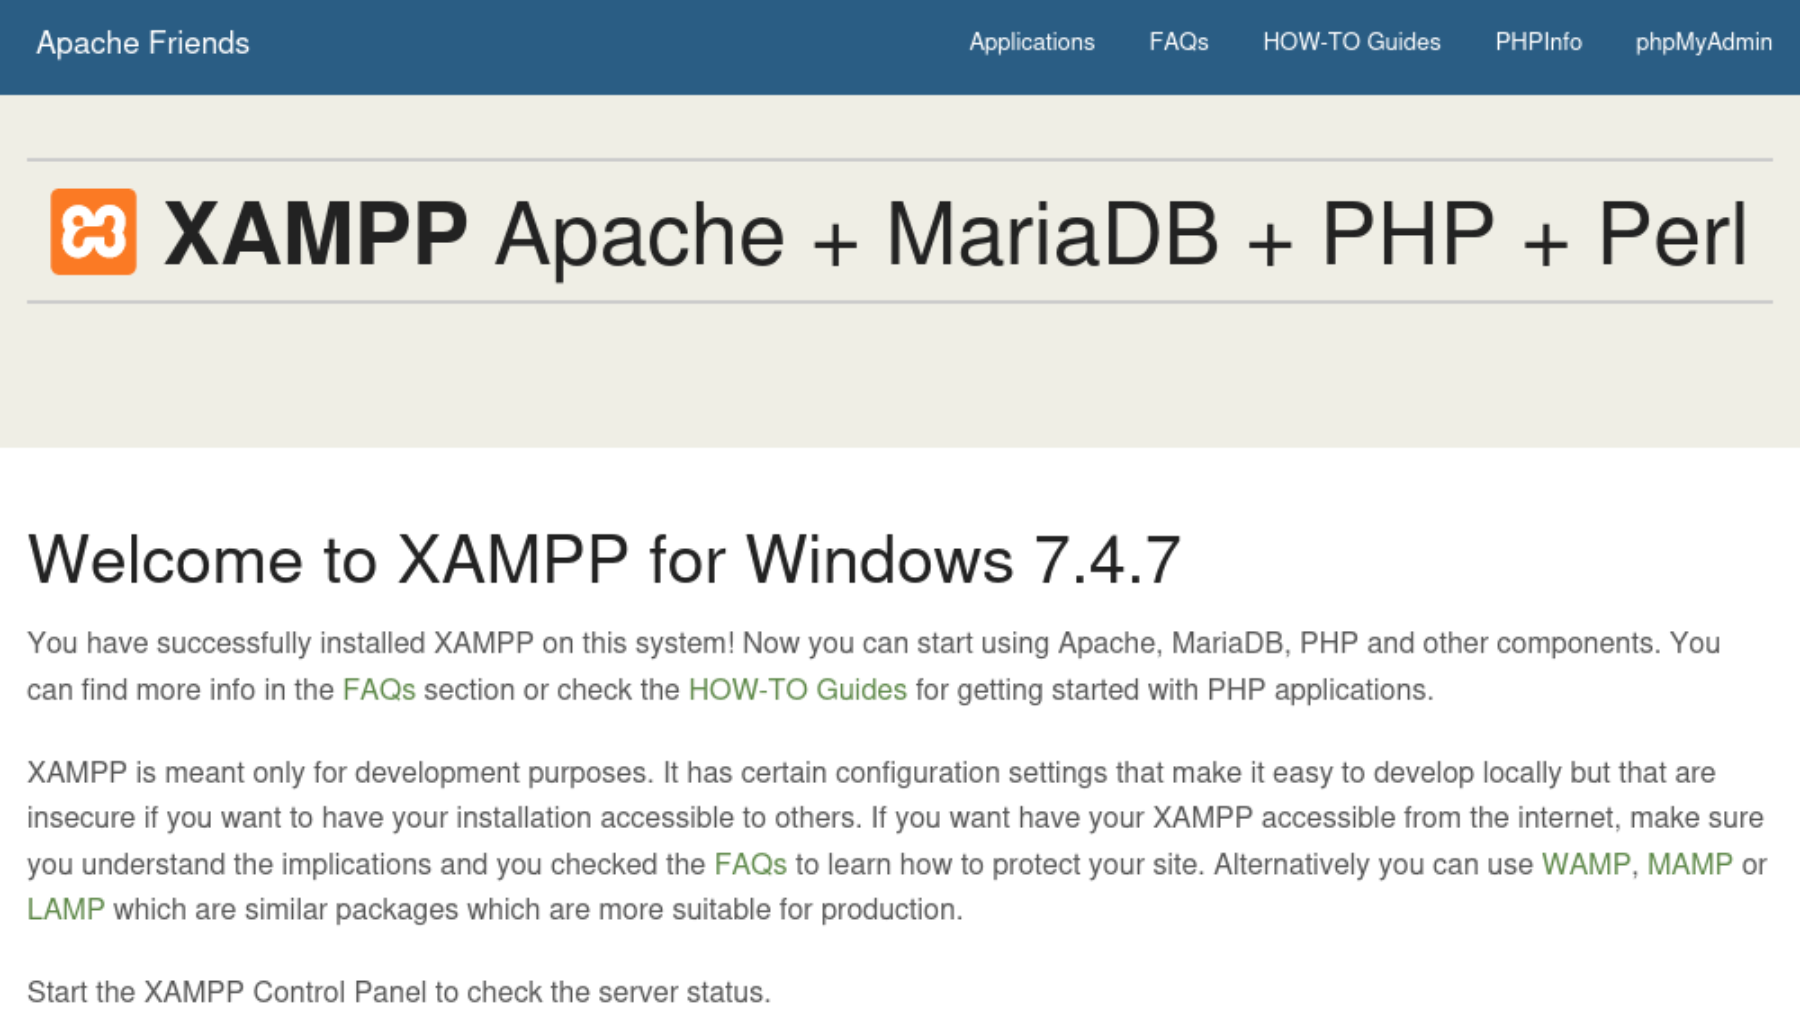 Apache Friends
Applications FAQs HOW-TO Guides PHPInfo phpMyAdmin
XAMPP Apache + MariaDB + PHP + Perl
Welcome to XAMPP for Windows 7.4.7
You have successfully installed XAMPP on this system! Now you can start using Apache, MariaDB, PHP and other components. You
can find more info in the FAQs section or check the HOW-TO Guides for getting started with PHP applications.
XAMPP is meant only for development purposes. It has certain configuration settings that make it easy to develop locally but that are
insecure if you want to have your installation accessible to others. If you want have your XAMPP accessible from the internet, make sure
you understand the implications and you checked the FAQs to learn how to protect your site. Alternatively you can use WAMP, MAMP or
LAMP which are similar packages which are more suitable for production.
Start the XAMPP Control Panel to check the server status.